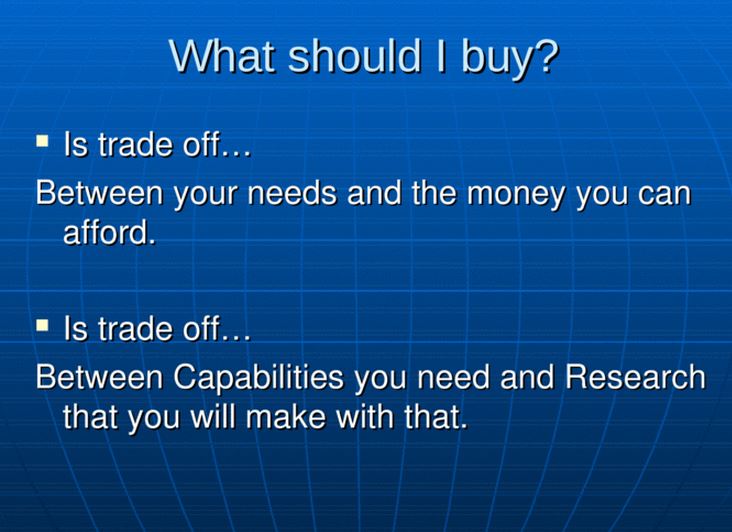 What should I buy?
Is trade off…
Between your needs and the money you can
afford.
Is trade off…
Between Capabilities you need and Research
that you will make with that.